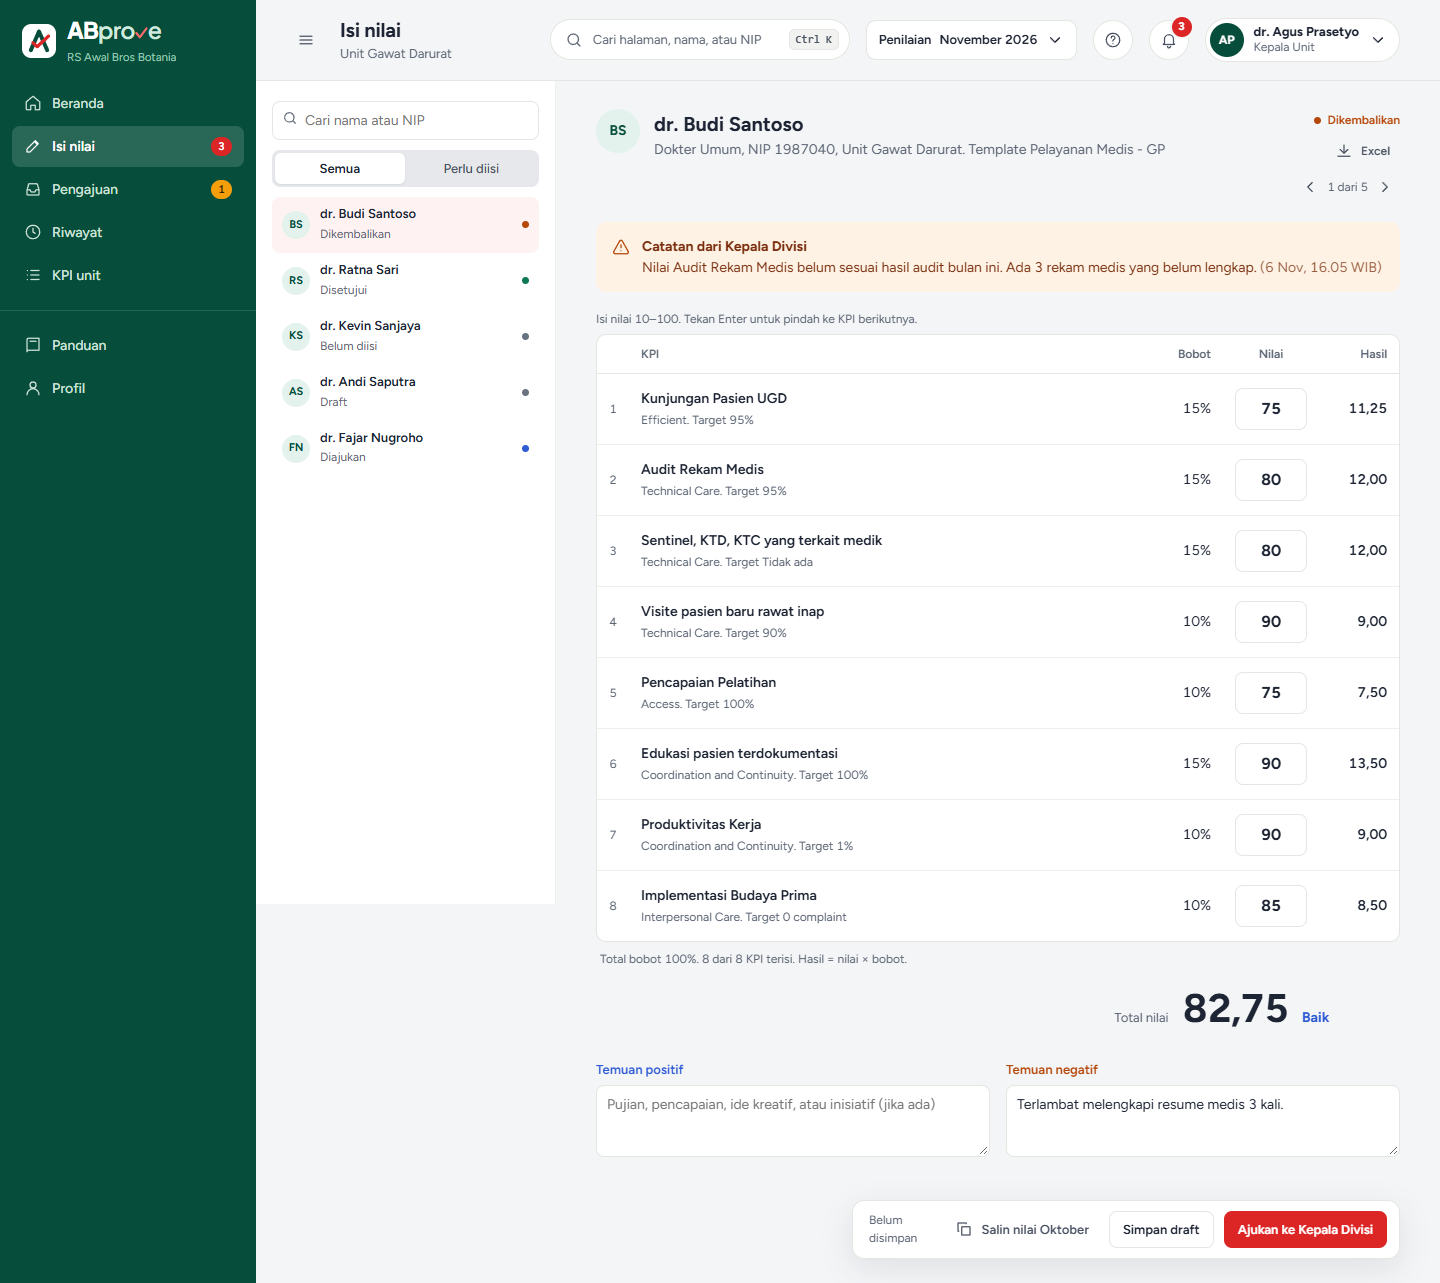 ABprove
RS Awal Bros Botania
Beranda
Isi nilai
3
Pengajuan
1
Riwayat
KPI unit
Panduan
Profil
Isi nilai
Unit Gawat Darurat
Cari halaman, nama, atau NIP
Ctrl K
Penilaian November 2026
3
AP
dr. Agus Prasetyo
Kepala Unit
Cari nama atau NIP
Semua
Perlu diisi
BS
dr. Budi Santoso
Dikembalikan
RS
dr. Ratna Sari
Disetujui
KS
dr. Kevin Sanjaya
Belum diisi
AS
dr. Andi Saputra
Draft
FN
dr. Fajar Nugroho
Diajukan
BS
dr. Budi Santoso
Dokter Umum, NIP 1987040, Unit Gawat Darurat. Template Pelayanan Medis - GP
Dikembalikan
Excel
1 dari 5
Catatan dari Kepala Divisi
Nilai Audit Rekam Medis belum sesuai hasil audit bulan ini. Ada 3 rekam medis yang belum lengkap. (6 Nov, 16.05 WIB)
Isi nilai 10–100. Tekan Enter untuk pindah ke KPI berikutnya.
KPI Bobot Nilai Hasil
1 Kunjungan Pasien UGD 15% 75 11,25
Efficient. Target 95%
2 Audit Rekam Medis 15% 80 12,00
Technical Care. Target 95%
3 Sentinel, KTD, KTC yang terkait medik 15% 80 12,00
Technical Care. Target Tidak ada
4 Visite pasien baru rawat inap 10% 90 9,00
Technical Care. Target 90%
5 Pencapaian Pelatihan 10% 75 7,50
Access. Target 100%
6 Edukasi pasien terdokumentasi 15% 90 13,50
Coordination and Continuity. Target 100%
7 Produktivitas Kerja 10% 90 9,00
Coordination and Continuity. Target 1%
8 Implementasi Budaya Prima 10% 85 8,50
Interpersonal Care. Target 0 complaint
Total bobot 100%. 8 dari 8 KPI terisi. Hasil = nilai × bobot.
Total nilai 82,75 Baik
Temuan positif
Pujian, pencapaian, ide kreatif, atau inisiatif (jika ada)
Temuan negatif
Terlambat melengkapi resume medis 3 kali.
Belum
disimpan
Salin nilai Oktober
Simpan draft
Ajukan ke Kepala Divisi